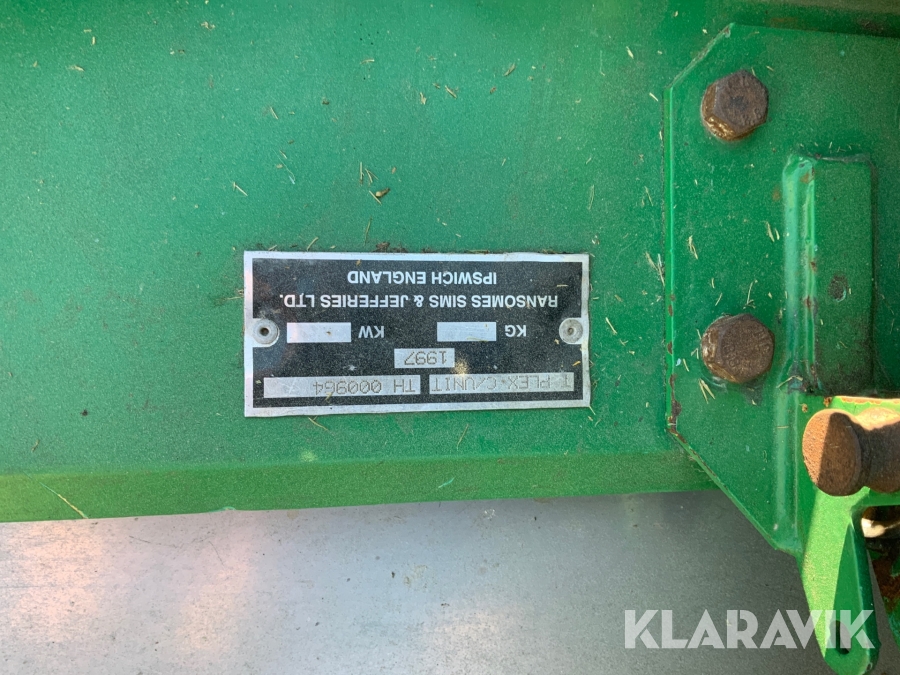 T-PLEX C/UNIT TH 000964
1997
KG KW
RANSOMES SIMS & JEFFERIES LTD.
IPSWICH ENGLAND
KLARAVIK